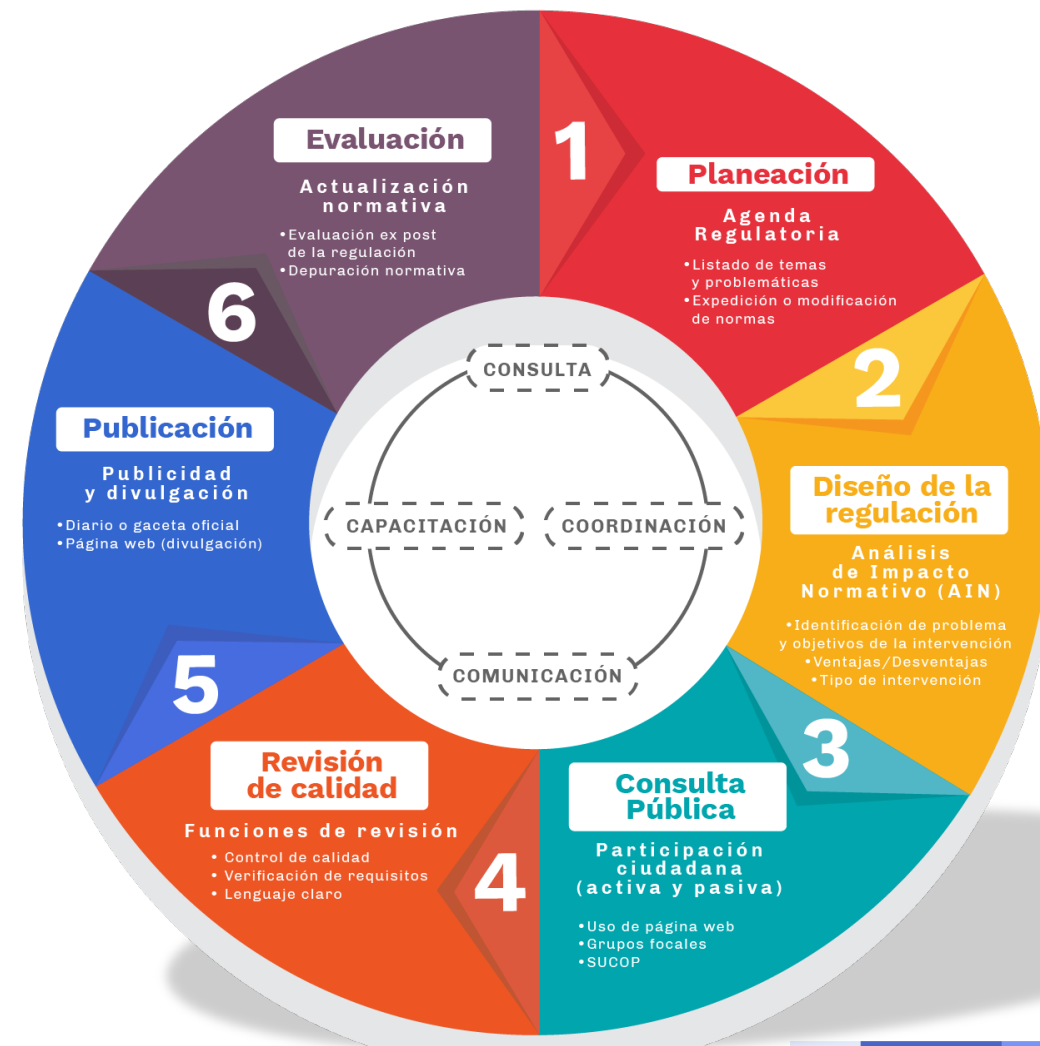 1
Planeación
Agenda
Regulatoria
•Listado de temas
y problemáticas
•Expedición o modificación
de normas
2
Diseño de la
regulación
Análisis
de Impacto
Normativo (AIN)
•Identificación de problema
y objetivos de la intervención
•Ventajas/Desventajas
•Tipo de intervención
3
Consulta
Pública
Participación
ciudadana
(activa y pasiva)
•Uso de página web
•Grupos focales
•SUCOP
4
Revisión
de calidad
Funciones de revisión
• Control de calidad
• Verificación de requisitos
• Lenguaje claro
5
Publicación
Publicidad
y divulgación
•Diario o gaceta oficial
•Página web (divulgación)
6
Evaluación
Actualización
normativa
•Evaluación ex post
de la regulación
•Depuración normativa
CONSULTA
CAPACITACIÓN
COORDINACIÓN
COMUNICACIÓN